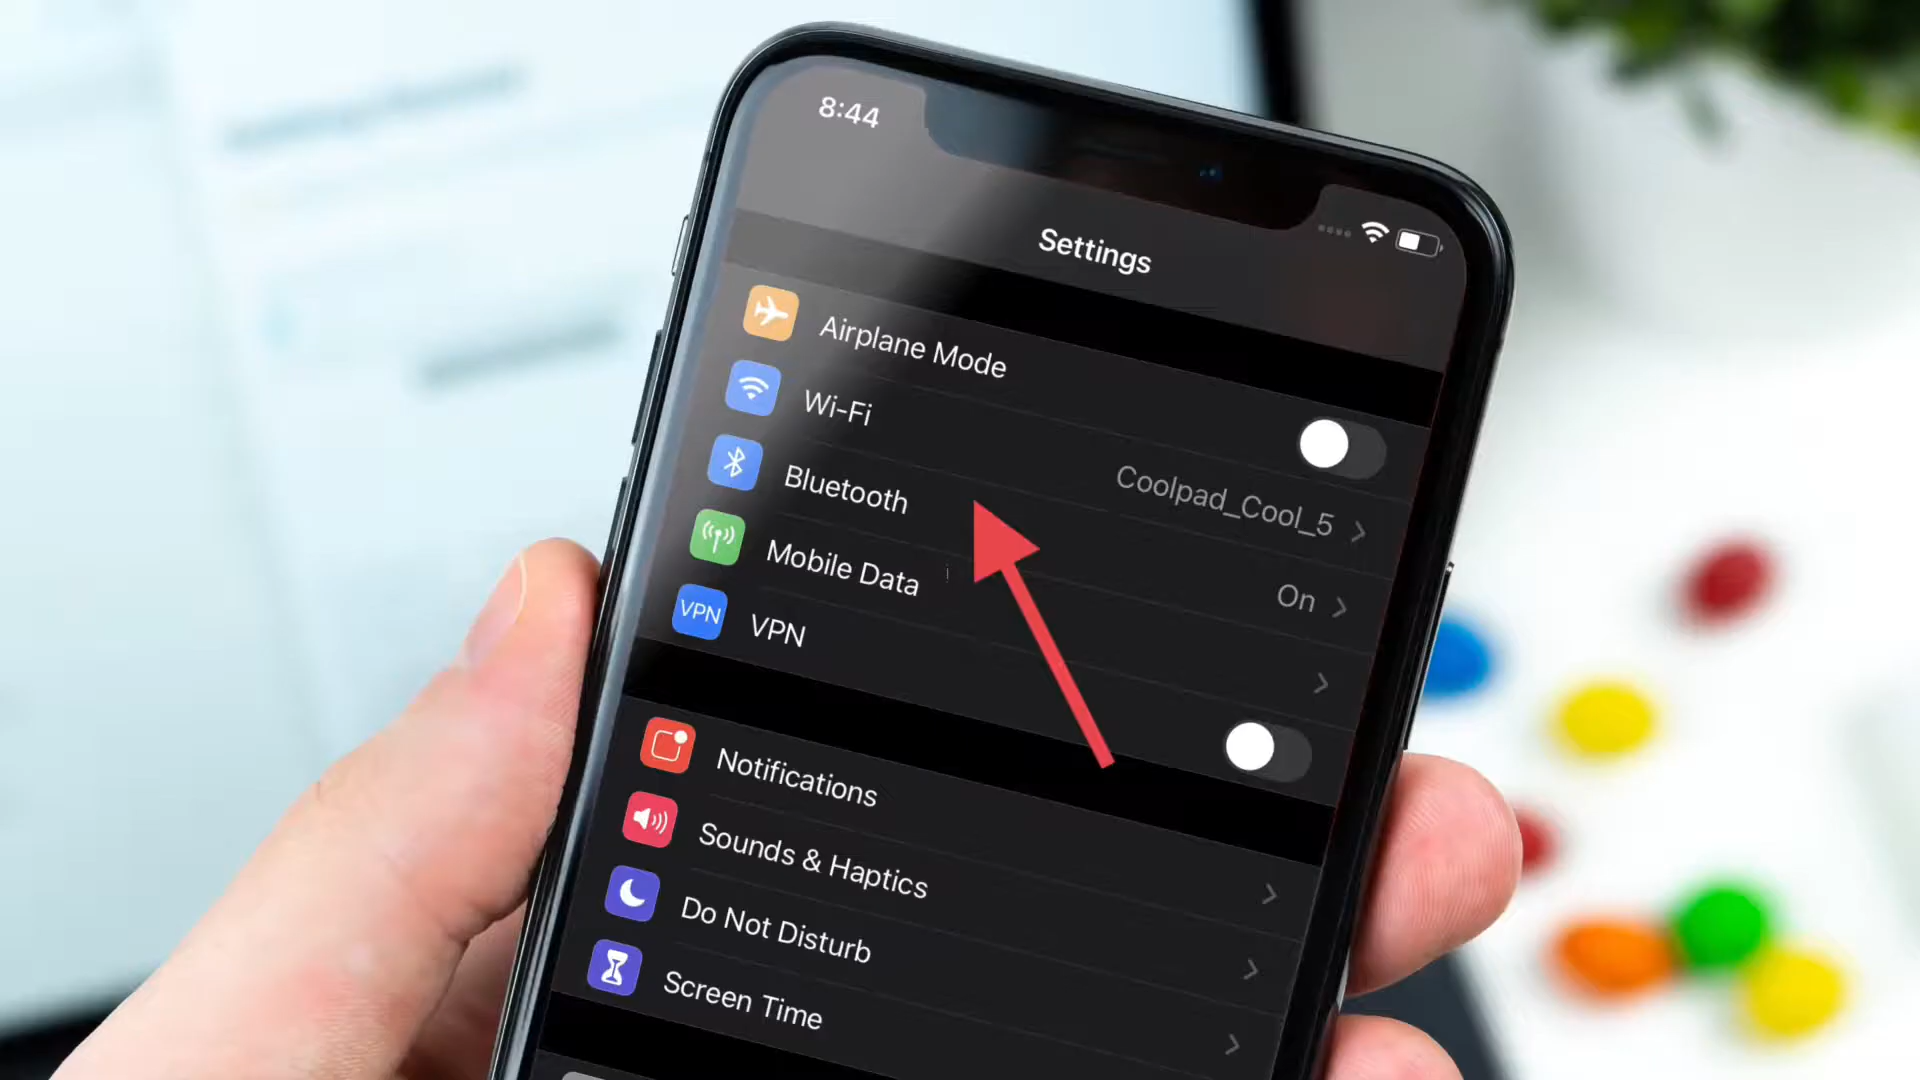 8:44
Settings
Airplane Mode
Wi-Fi
Coolpad_Cool_5
Bluetooth
On
Mobile Data
VPN VPN
Notifications
Sounds & Haptics
Do Not Disturb
Screen Time